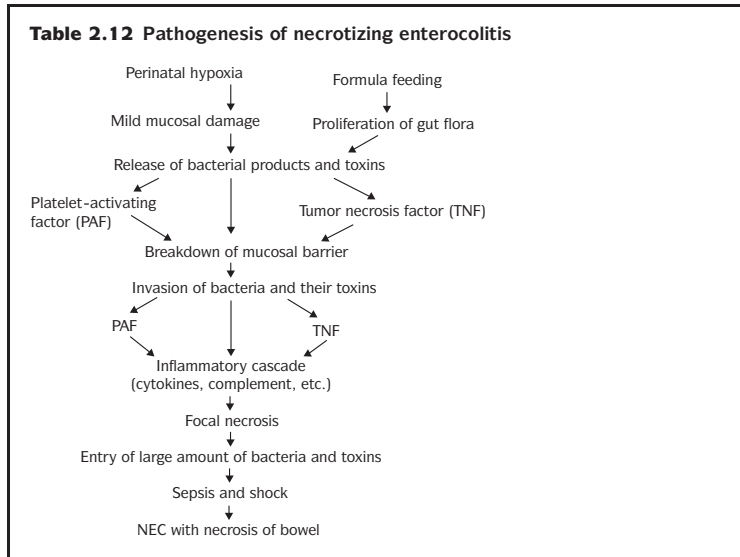 Table 2.12 Pathogenesis of necrotizing enterocolitis
Perinatal hypoxia
Formula feeding
Mild mucosal damage
Proliferation of gut flora
Release of bacterial products and toxins
Platelet-activating
factor (PAF)
Tumor necrosis factor (TNF)
Breakdown of mucosal barrier
Invasion of bacteria and their toxins
PAF
TNF
Inflammatory cascade
(cytokines, complement, etc.)
Focal necrosis
Entry of large amount of bacteria and toxins
Sepsis and shock
NEC with necrosis of bowel